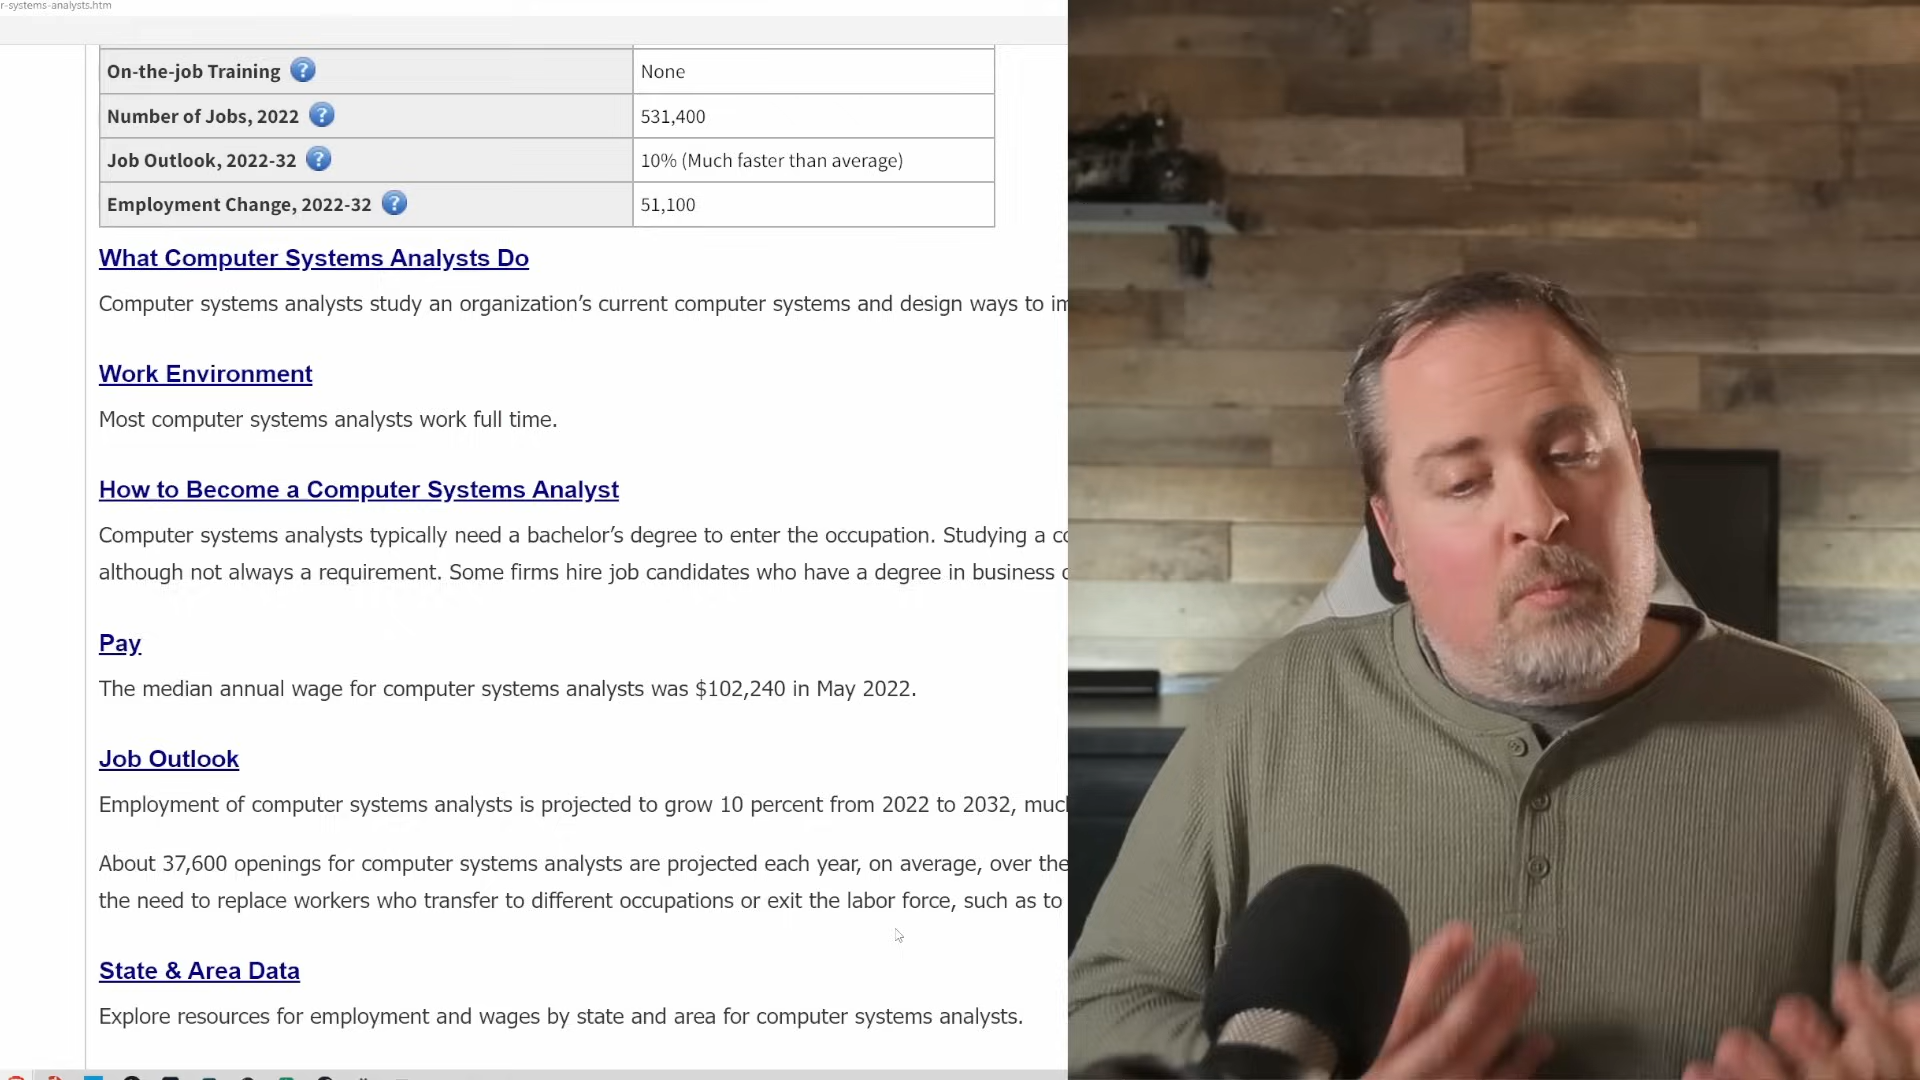 r-systems-analysts.htm
On-the-job Training ? None
Number of Jobs, 2022 ? 531,400
Job Outlook, 2022-32 ? 10% (Much faster than average)
Employment Change, 2022-32 ? 51,100
What Computer Systems Analysts Do
Computer systems analysts study an organization’s current computer systems and design ways to
Work Environment
Most computer systems analysts work full time.
How to Become a Computer Systems Analyst
Computer systems analysts typically need a bachelor’s degree to enter the occupation. Studying a
although not always a requirement. Some firms hire job candidates who have a degree in business
Pay
The median annual wage for computer systems analysts was $102,240 in May 2022.
Job Outlook
Employment of computer systems analysts is projected to grow 10 percent from 2022 to 2032,
About 37,600 openings for computer systems analysts are projected each year, on average, over the
the need to replace workers who transfer to different occupations or exit the labor force, such as to
State & Area Data
Explore resources for employment and wages by state and area for computer systems analysts.